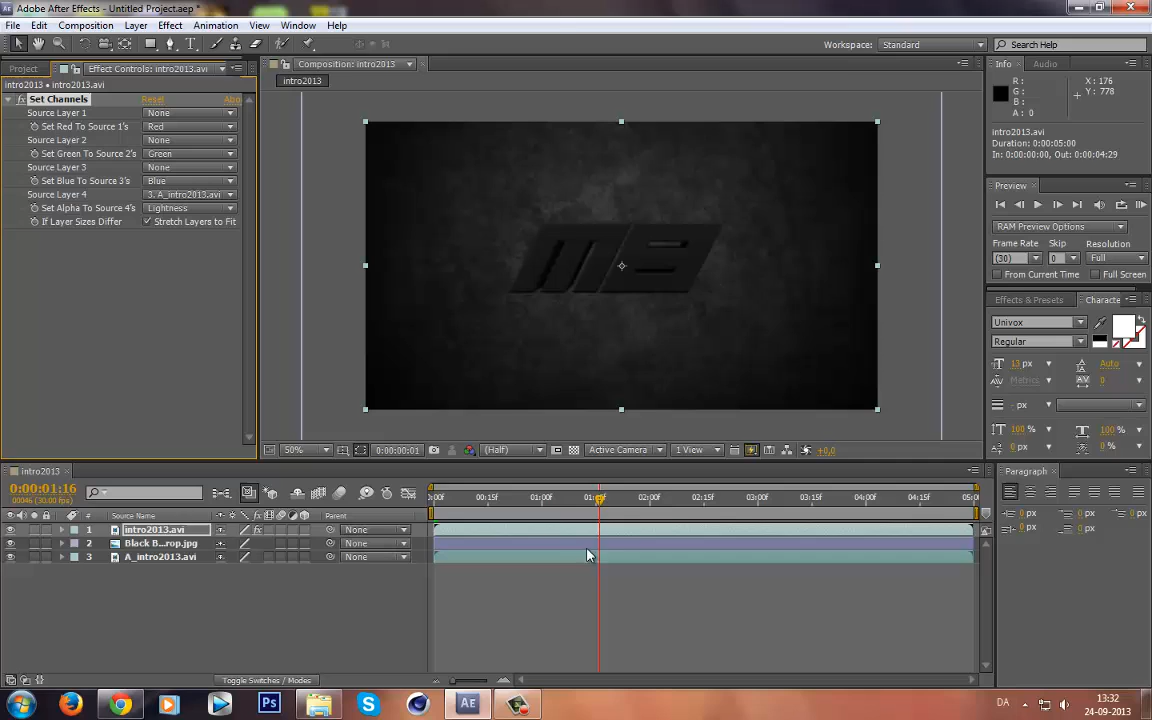 Adobe After Effects - Untitled Project.aep *
File Edit Composition Layer Effect Animation View Window Help
Workspace: Standard Search Help
Project Effect Controls: intro2013.avi
Composition: intro2013
Info Audio
intro2013 • intro2013.avi
intro2013
fx Set Channels Reset Abo
Source Layer 1 None
Set Red To Source 1's Red
Source Layer 2 None
Set Green To Source 2's Green
Source Layer 3 None
Set Blue To Source 3's Blue
Source Layer 4 3. A_intro2013.avi
Set Alpha To Source 4's Lightness
If Layer Sizes Differ Stretch Layers to Fit
R :
G :
B :
A : 0
X : 176
Y : 778
intro2013.avi
Duration: 0:00:05:00
In: 0:00:00:00, Out: 0:00:04:29
Preview
RAM Preview Options
Frame Rate Skip Resolution
(30) 0 Full
From Current Time Full Screen
Effects & Presets Characte
Univox
Regular
13 px Auto
Metrics 0
- px
100 % 100 %
0 px 0 %
50% 0:00:00:01 (Half) Active Camera 1 View +0,0
intro2013
0:00:01:16
00046 (30.00 fps)
# Source Name Parent
1 intro2013.avi fx None
2 Black B...rop.jpg None
3 A_intro2013.avi None
0:00f 00:15f 01:00f 02:00f 02:15f 03:00f 03:15f 04:00f 04:15f 05:0
Toggle Switches / Modes
Paragraph
0 px 0 px 0 px
0 px 0 px
Ps
Ae
DA
13:32
24-09-2013